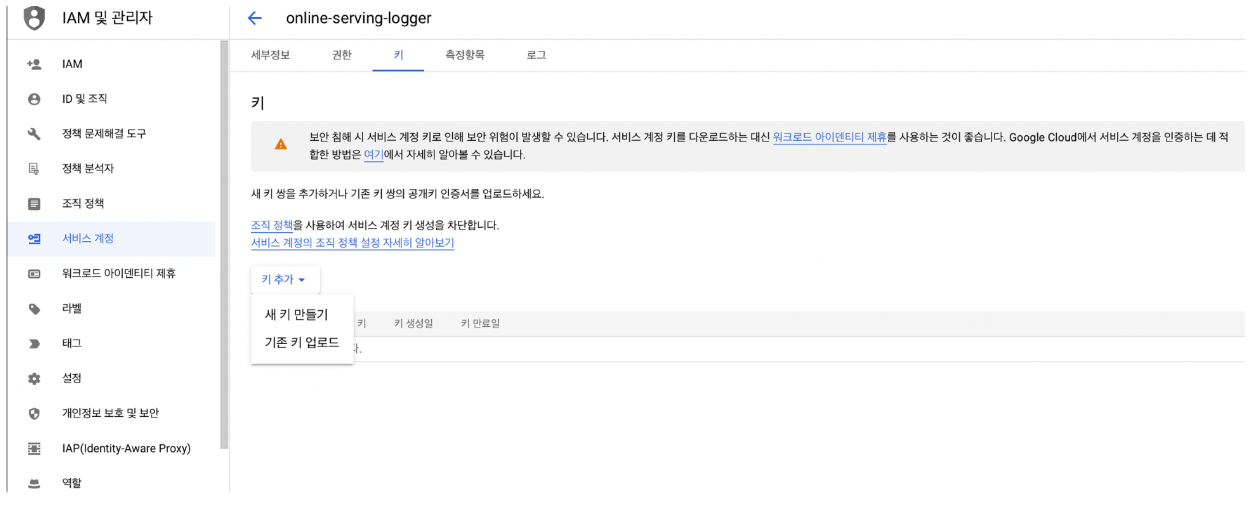 IAM 및 관리자
online-serving-logger
세부정보 권한 키 측정항목 로그
IAM
ID 및 조직
정책 문제해결 도구
정책 분석자
조직 정책
서비스 계정
워크로드 아이덴티티 제휴
라벨
태그
설정
개인정보 보호 및 보안
IAP(Identity-Aware Proxy)
역할
키
보안 침해 시 서비스 계정 키로 인해 보안 위험이 발생할 수 있습니다. 서비스 계정 키를 다운로드하는 대신 워크로드 아이덴티티 제휴를 사용하는 것이 좋습니다. Google Cloud에서 서비스 계정을 인증하는 데 적
합한 방법은 여기에서 자세히 알아볼 수 있습니다.
새 키 쌍을 추가하거나 기존 키 쌍의 공개키 인증서를 업로드하세요.
조직 정책을 사용하여 서비스 계정 키 생성을 차단합니다.
서비스 계정의 조직 정책 설정 자세히 알아보기
키 추가
새 키 만들기
기존 키 업로드
키 키 생성일 키 만료일
다.